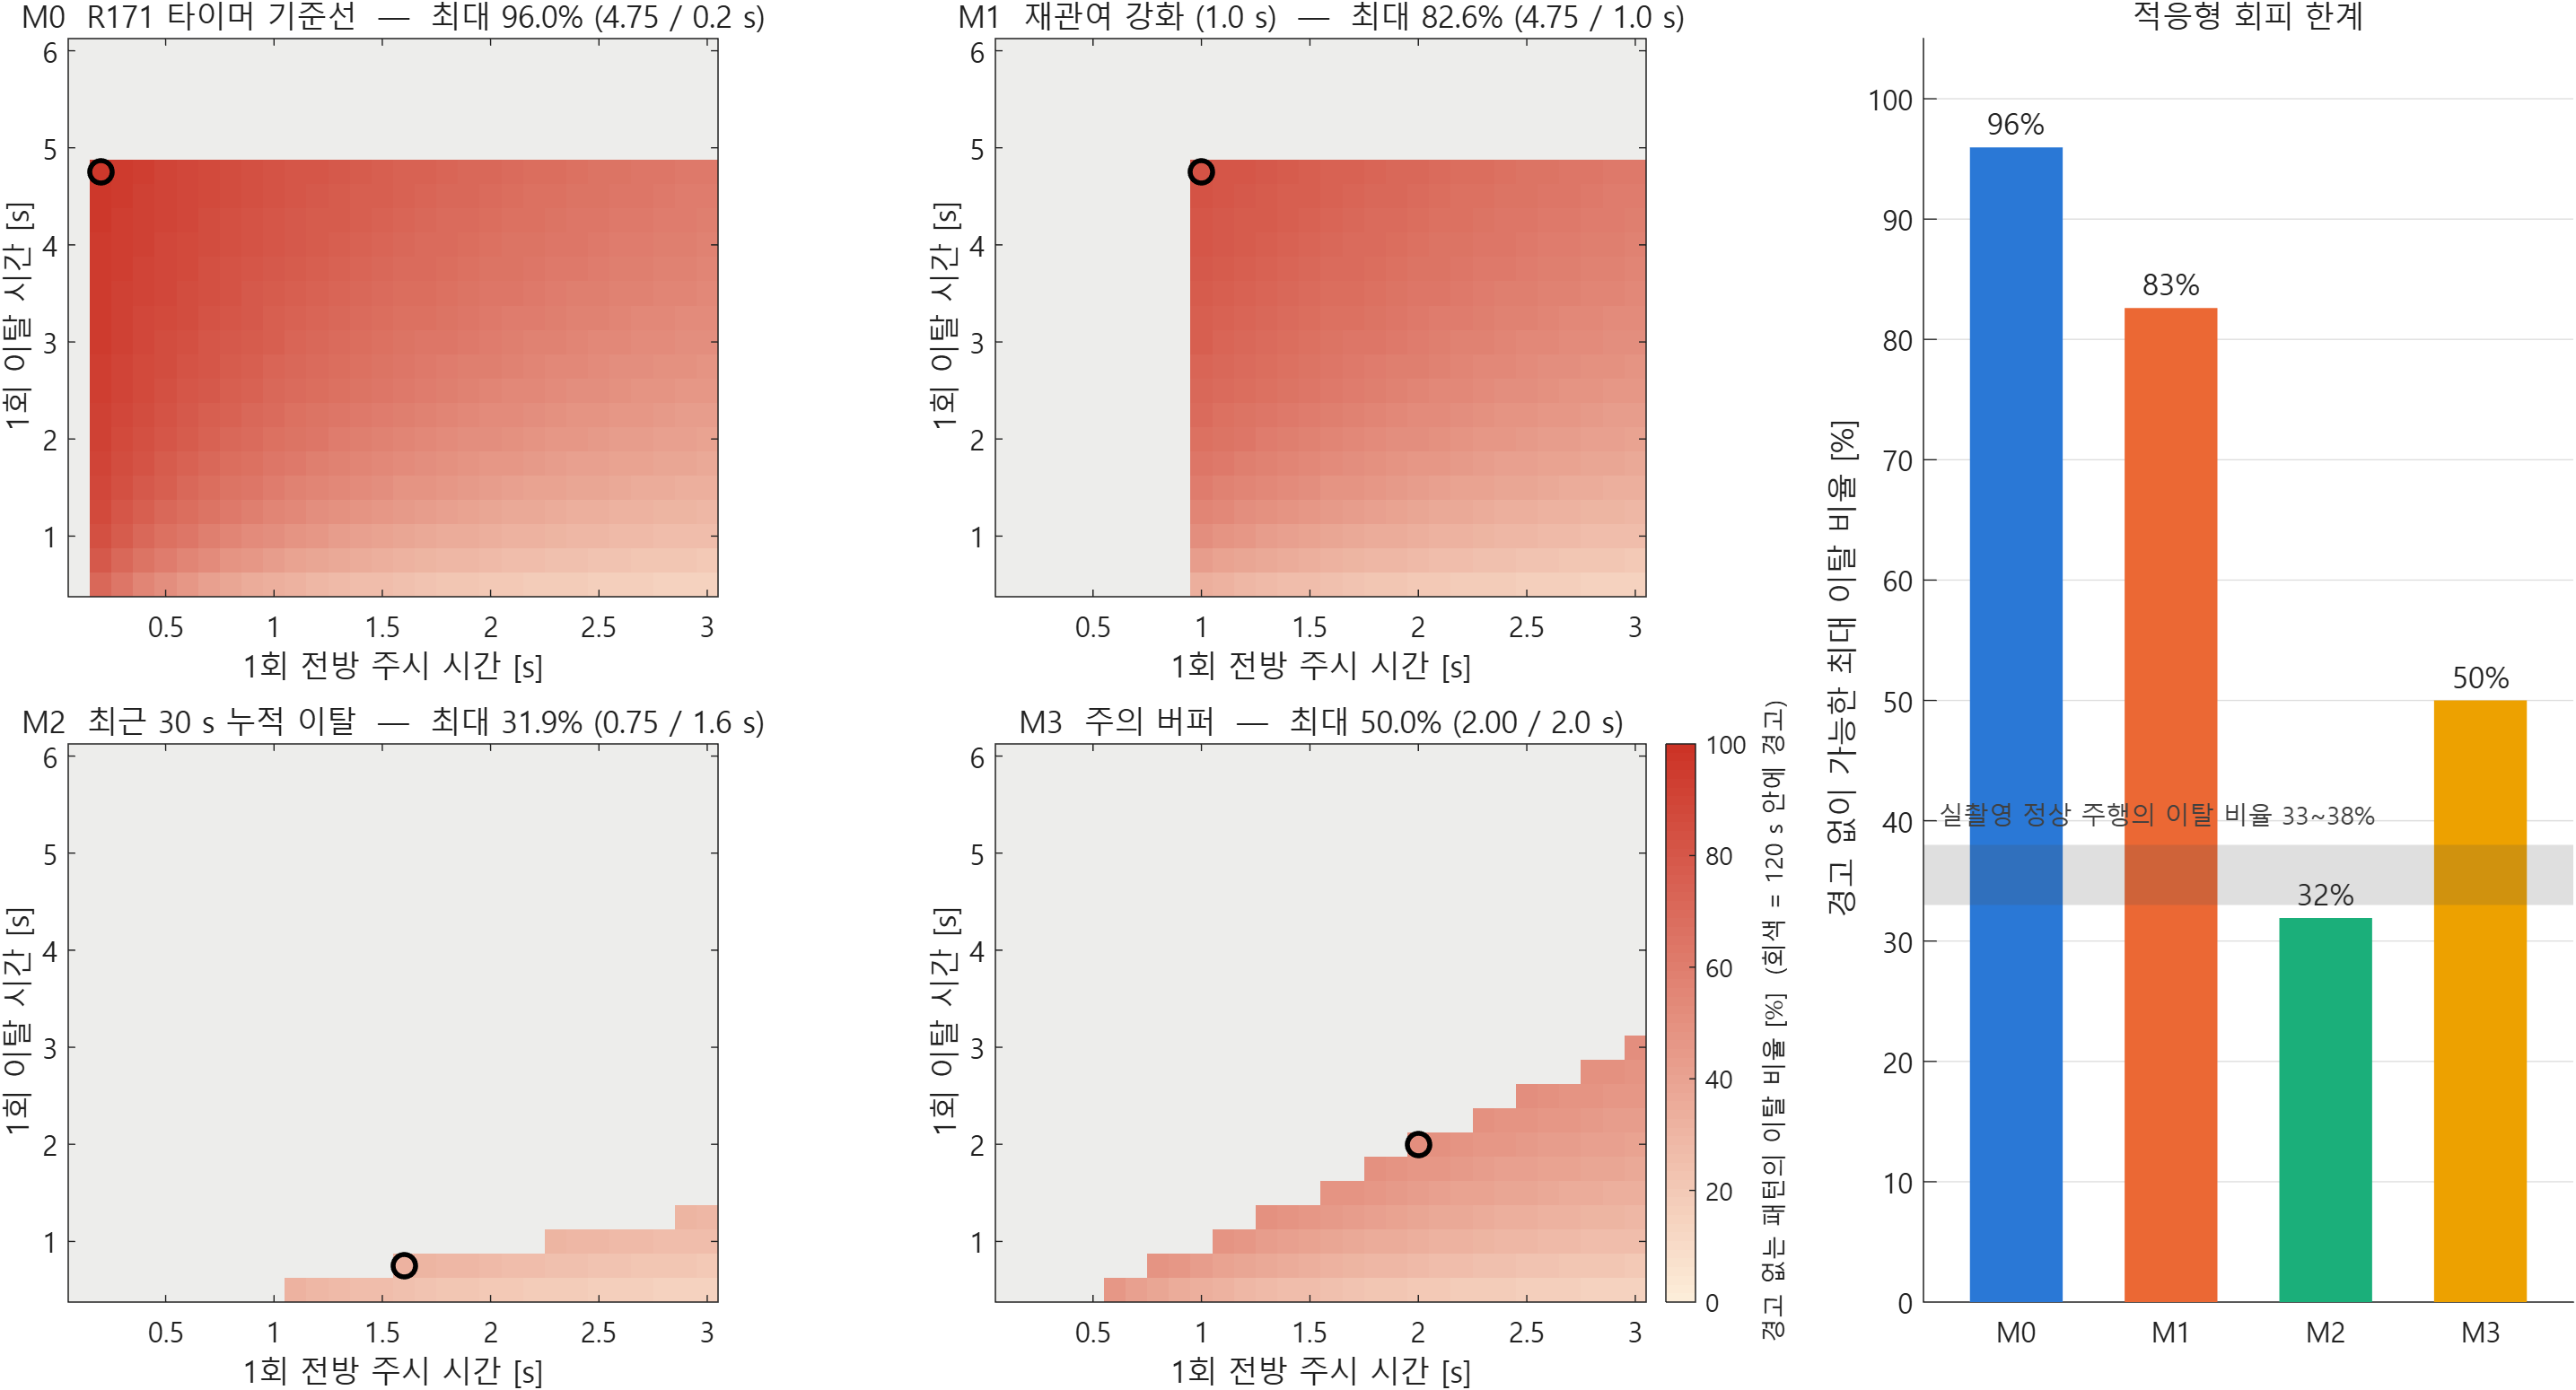 M0 R171 타이머 기준선 — 최대 96.0% (4.75 / 0.2 s)
1회 이탈 시간 [s]
6
5
4
3
2
1
0.5 1 1.5 2 2.5 3
1회 전방 주시 시간 [s]
M1 재관여 강화 (1.0 s) — 최대 82.6% (4.75 / 1.0 s)
1회 이탈 시간 [s]
6
5
4
3
2
1
0.5 1 1.5 2 2.5 3
1회 전방 주시 시간 [s]
M2 최근 30 s 누적 이탈 — 최대 31.9% (0.75 / 1.6 s)
1회 이탈 시간 [s]
6
5
4
3
2
1
0.5 1 1.5 2 2.5 3
1회 전방 주시 시간 [s]
M3 주의 버퍼 — 최대 50.0% (2.00 / 2.0 s)
1회 이탈 시간 [s]
6
5
4
3
2
1
0.5 1 1.5 2 2.5 3
1회 전방 주시 시간 [s]
100
80
60
40
20
0
경고 없는 패턴의 이탈 비율 [%] (회색 = 120 s 안에 경고)
적응형 회피 한계
경고 없이 가능한 최대 이탈 비율 [%]
100
90
80
70
60
50
40
30
20
10
0
96%
83%
32%
50%
실촬영 정상 주행의 이탈 비율 33~38%
M0 M1 M2 M3